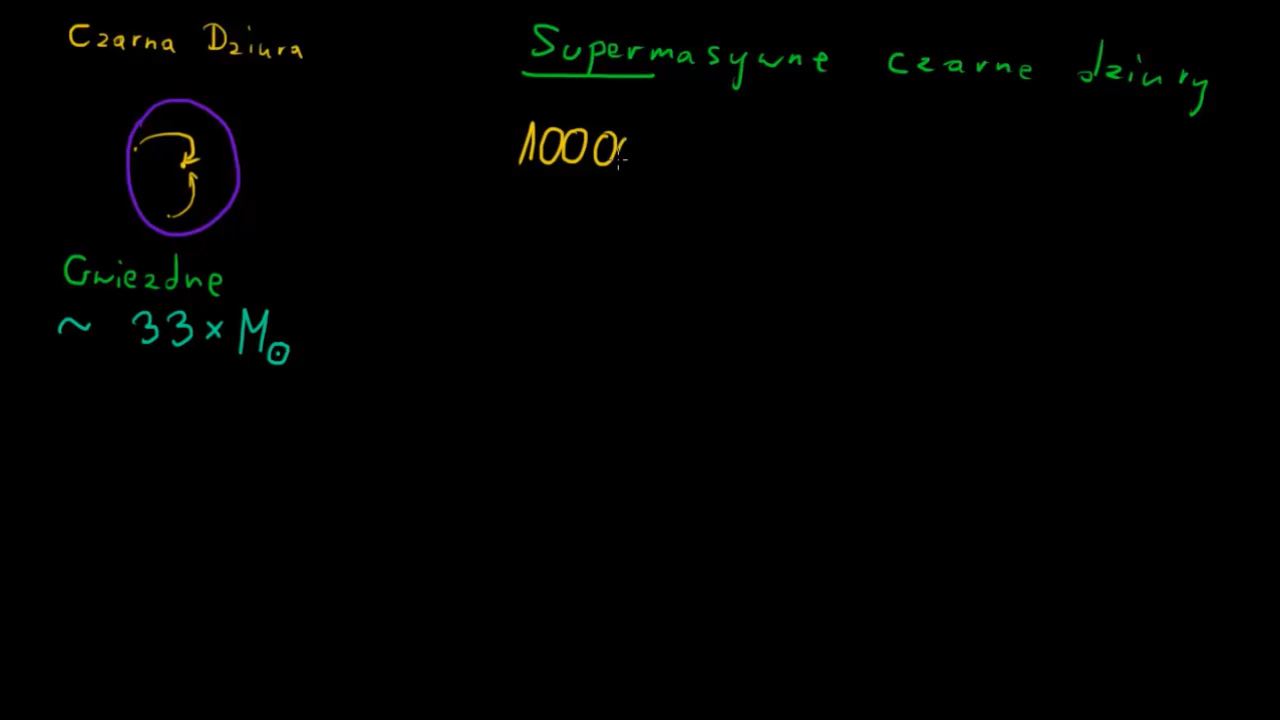 Czarna Dziura
Gwiezdne
~ 33 × M☉
Supermasywne czarne dziury
1000